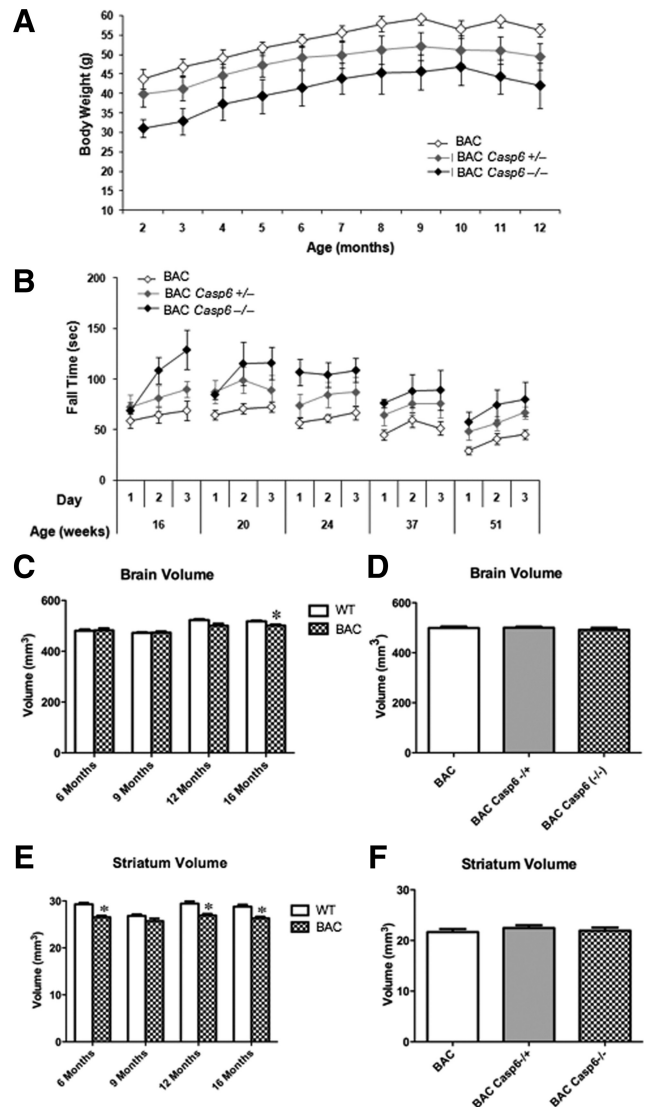 A
Body Weight (g)
60
55
50
45
40
35
30
25
20
15
10
BAC
BAC Casp6 +/–
BAC Casp6 –/–
2 3 4 5 6 7 8 9 10 11 12
Age (months)
B
Fall Time (sec)
200
150
100
50
0
BAC
BAC Casp6 +/–
BAC Casp6 –/–
Day 1 2 3 1 2 3 1 2 3 1 2 3 1 2 3
Age (weeks) 16 20 24 37 51
C
Brain Volume
Volume (mm3)
600
400
200
0
WT
BAC
*
6 Months
9 Months
12 Months
16 Months
D
Brain Volume
Volume (mm3)
600
400
200
0
BAC
BAC Casp6 -/+
BAC Casp6 (-/-)
E
Striatum Volume
Volume (mm3)
30
20
10
0
WT
BAC
* * *
6 Months
9 Months
12 Months
16 Months
F
Striatum Volume
Volume (mm3)
30
20
10
0
BAC
BAC Casp6-/+
BAC Casp6-/-